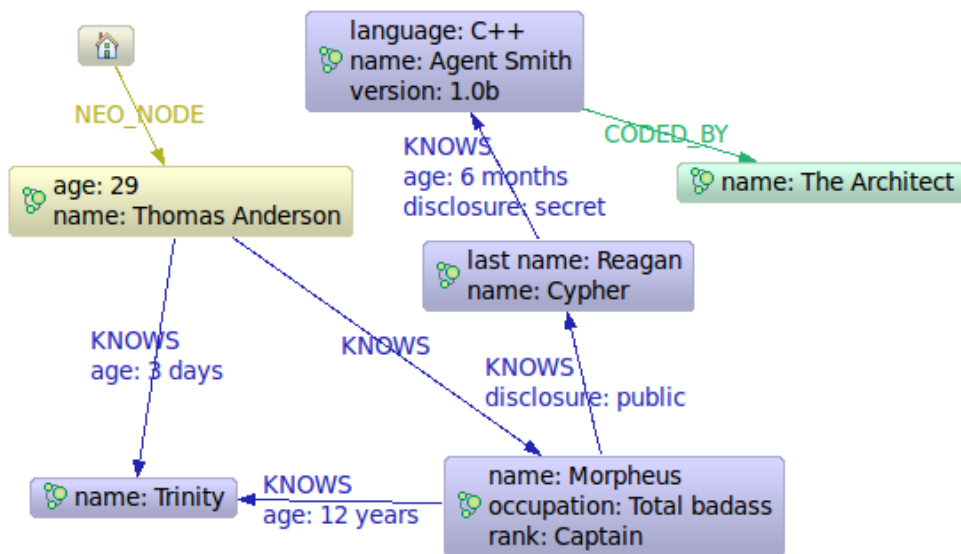 language: C++
name: Agent Smith
version: 1.0b
NEO_NODE
CODED_BY
KNOWS
age: 6 months
disclosure: secret
age: 29
name: Thomas Anderson
name: The Architect
last name: Reagan
name: Cypher
KNOWS
age: 3 days
KNOWS
KNOWS
disclosure: public
name: Trinity
KNOWS
age: 12 years
name: Morpheus
occupation: Total badass
rank: Captain